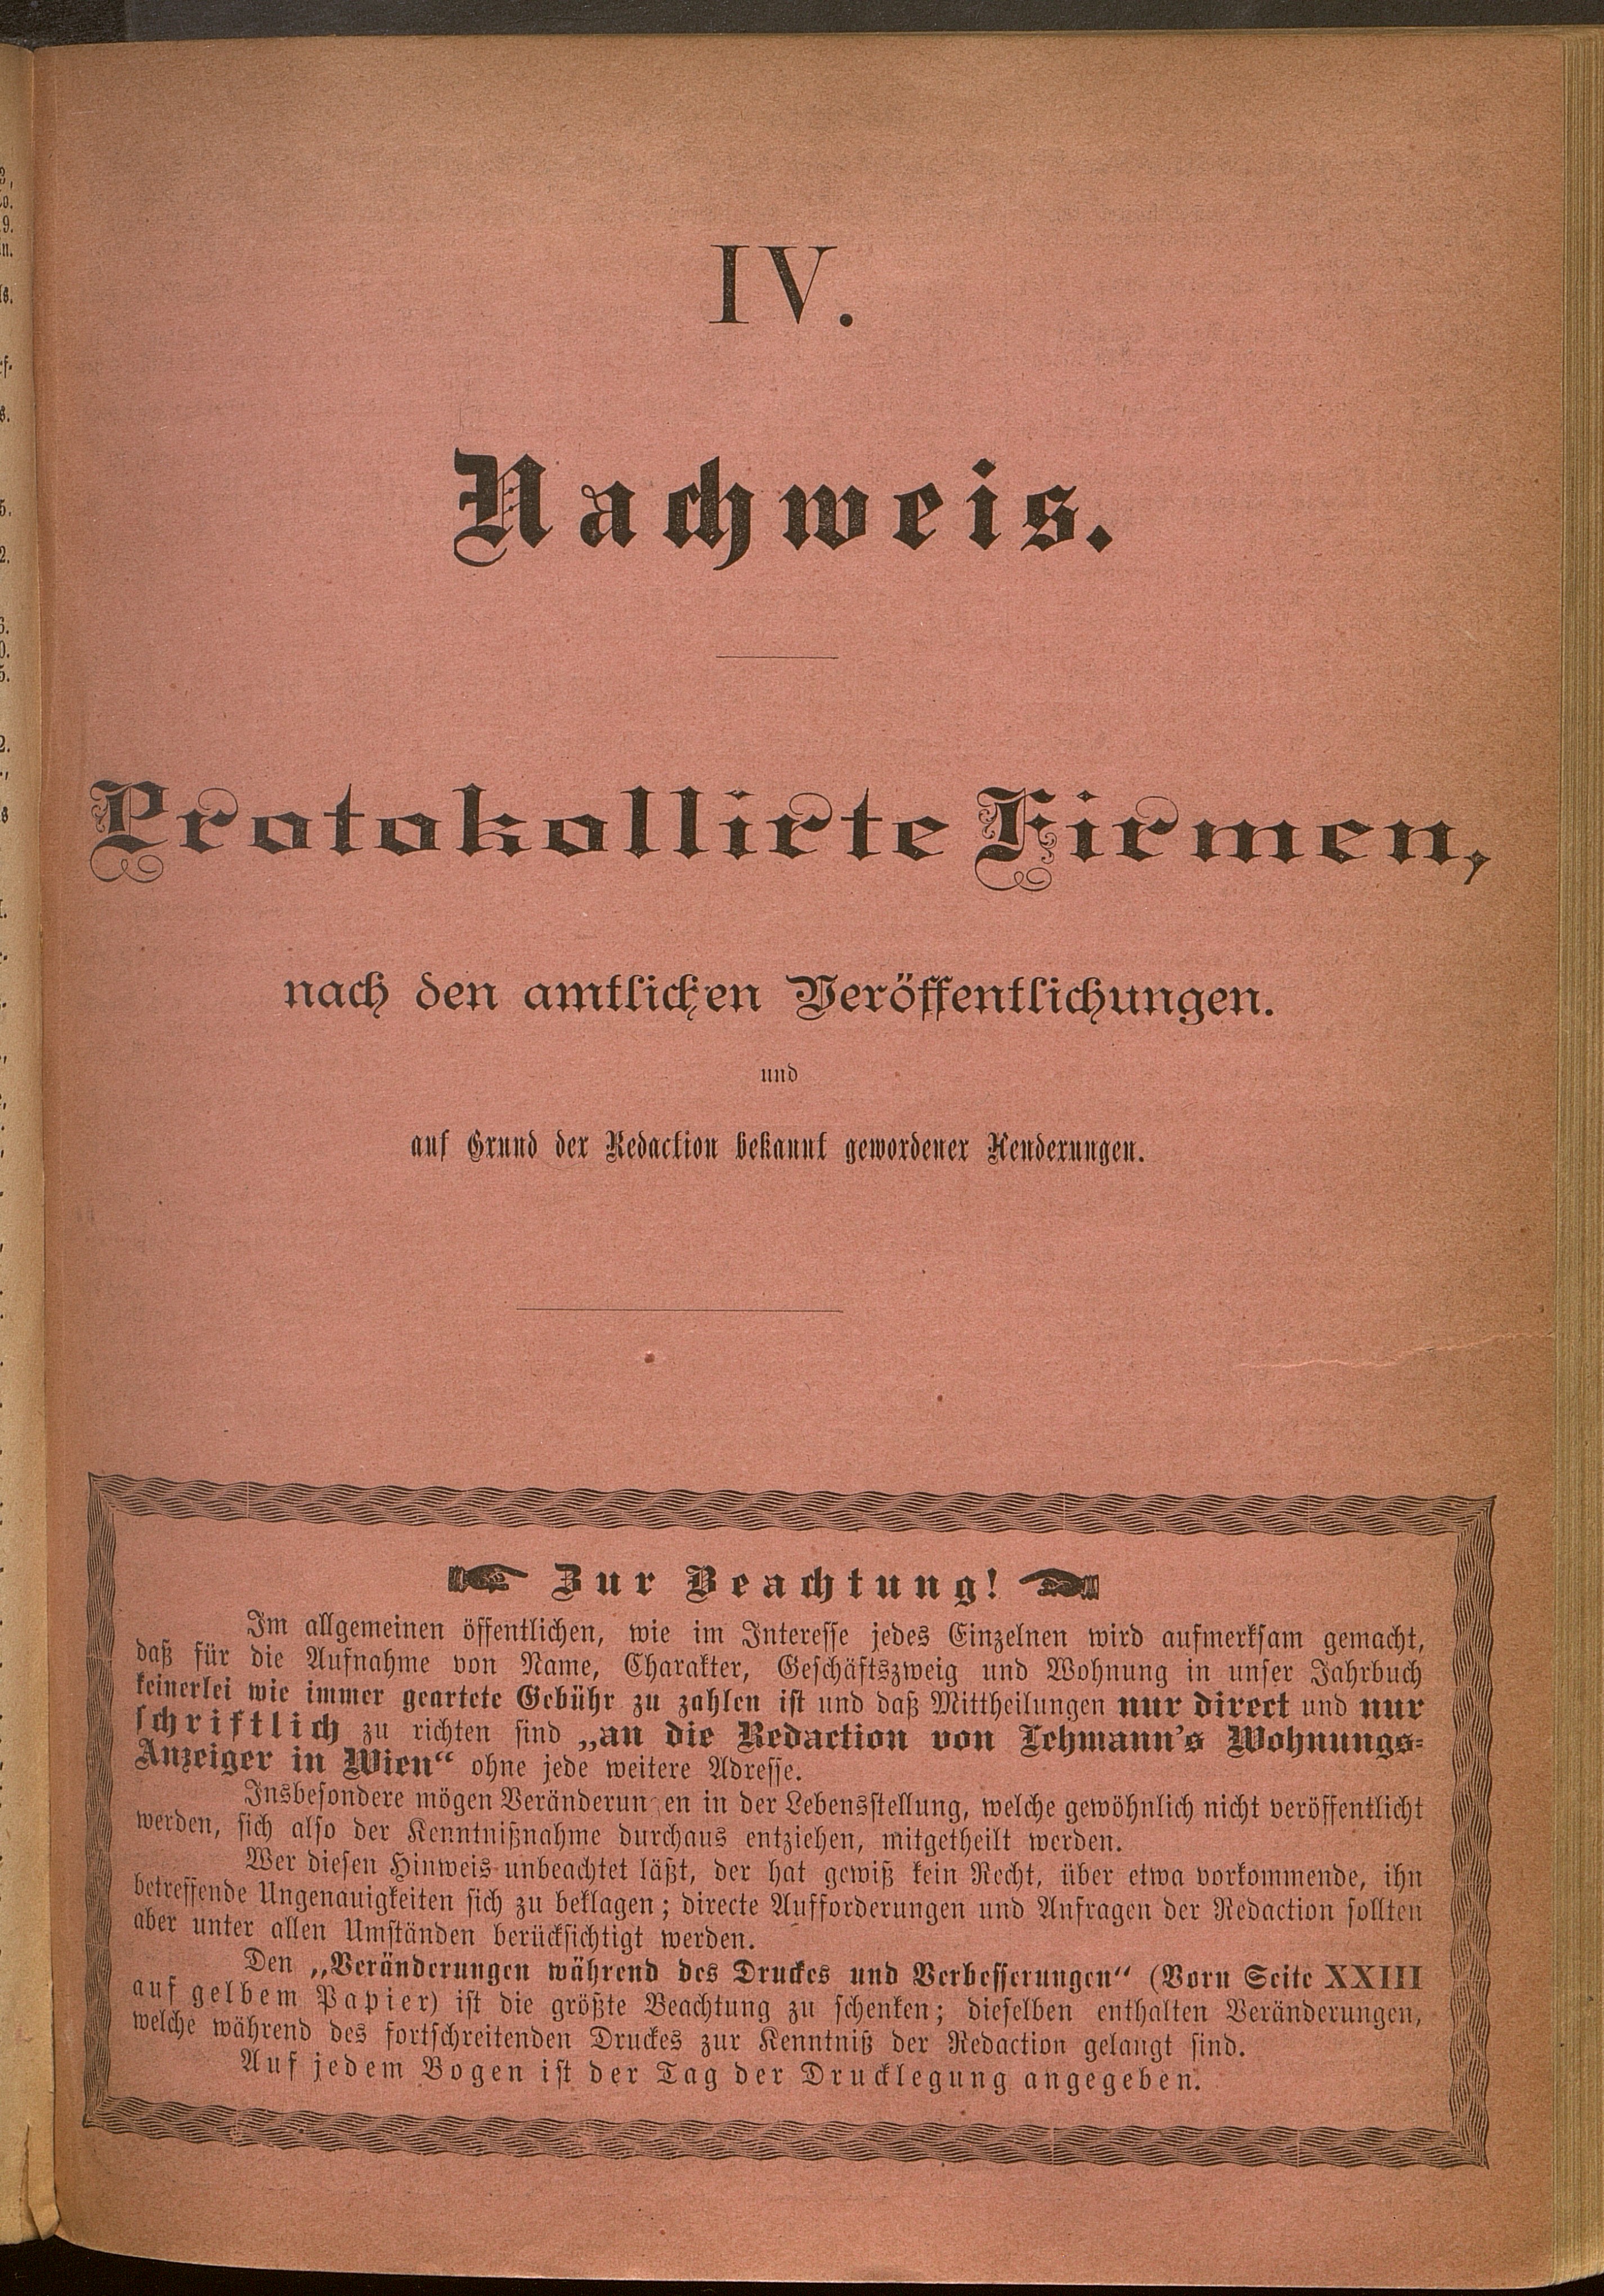 IV.
Nachweis.
Protokollirte Firmen,
nach den amtlichen Veröffentlichungen.
und
auf Grund der Redaction bekannt gewordener Aenderungen.
Zur Beachtung!
Im allgemeinen öffentlichen, wie im Interesse jedes Einzelnen wird aufmerksam gemacht,
daß für die Aufnahme von Name, Charakter, Geschäftszweig und Wohnung in unser Jahrbuch
keinerlei wie immer geartete Gebühr zu zahlen ist und daß Mittheilungen nur direct und nur
schriftlich zu richten sind „an die Redaction von Lehmann's Wohnungs-
Anzeiger in Wien“ ohne jede weitere Adresse.
Insbesondere mögen Veränderun en in der Lebensstellung, welche gewöhnlich nicht veröffentlicht
werden, sich also der Kenntnißnahme durchaus entziehen, mitgetheilt werden.
Wer diesen Hinweis unbeachtet läßt, der hat gewiß kein Recht, über etwa vorkommende, ihn
betreffende Ungenauigkeiten sich zu beklagen; directe Aufforderungen und Anfragen der Redaction sollten
aber unter allen Umständen berücksichtigt werden.
Den „Veränderungen während des Druckes und Verbesserungen“ (Vorn Seite XXIII
auf gelbem Papier) ist die größte Beachtung zu schenken; dieselben enthalten Veränderungen,
welche während des fortschreitenden Druckes zur Kenntniß der Redaction gelangt sind.
Auf jedem Bogen ist der Tag der Drucklegung angegeben.